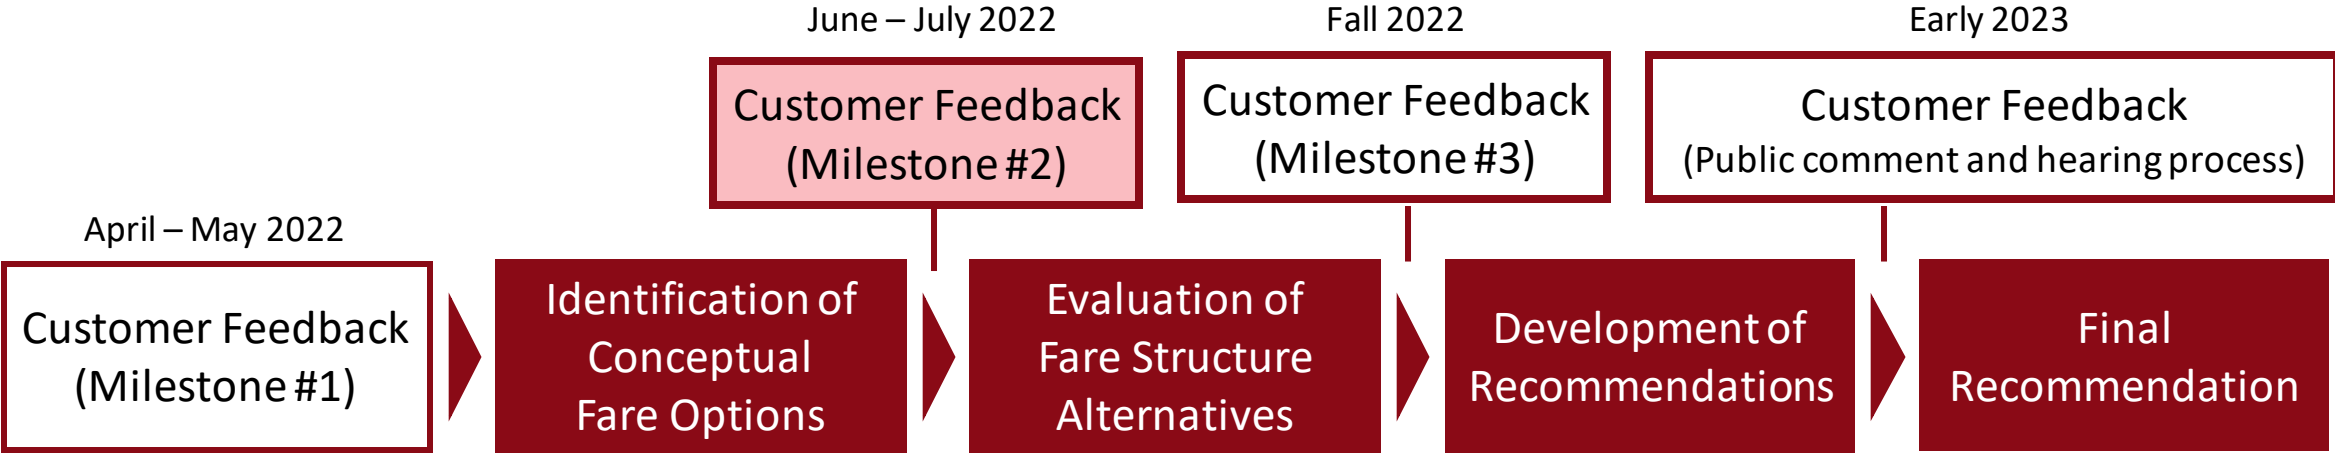 June – July 2022
Fall 2022
Early 2023
Customer Feedback
(Milestone #2)
Customer Feedback
(Milestone #3)
Customer Feedback
(Public comment and hearing process)
April – May 2022
Customer Feedback
(Milestone #1)
Identification of
Conceptual
Fare Options
Evaluation of
Fare Structure
Alternatives
Development of
Recommendations
Final
Recommendation